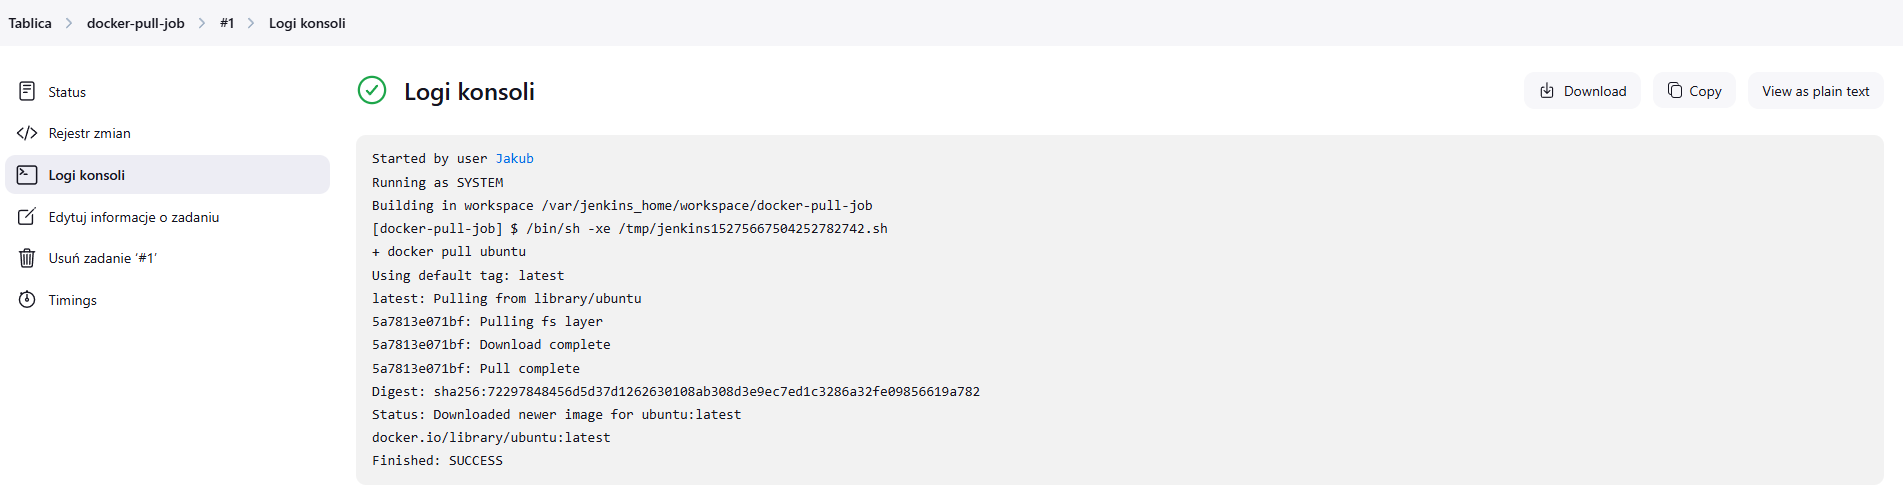 Tablica > docker-pull-job > #1 > Logi konsoli
Status
Rejestr zmian
Logi konsoli
Edytuj informacje o zadaniu
Usuń zadanie ‘#1’
Timings
Logi konsoli
Download
Copy
View as plain text
Started by user Jakub
Running as SYSTEM
Building in workspace /var/jenkins_home/workspace/docker-pull-job
[docker-pull-job] $ /bin/sh -xe /tmp/jenkins15275667504252782742.sh
+ docker pull ubuntu
Using default tag: latest
latest: Pulling from library/ubuntu
5a7813e071bf: Pulling fs layer
5a7813e071bf: Download complete
5a7813e071bf: Pull complete
Digest: sha256:72297848456d5d37d1262630108ab308d3e9ec7ed1c3286a32fe09856619a782
Status: Downloaded newer image for ubuntu:latest
docker.io/library/ubuntu:latest
Finished: SUCCESS